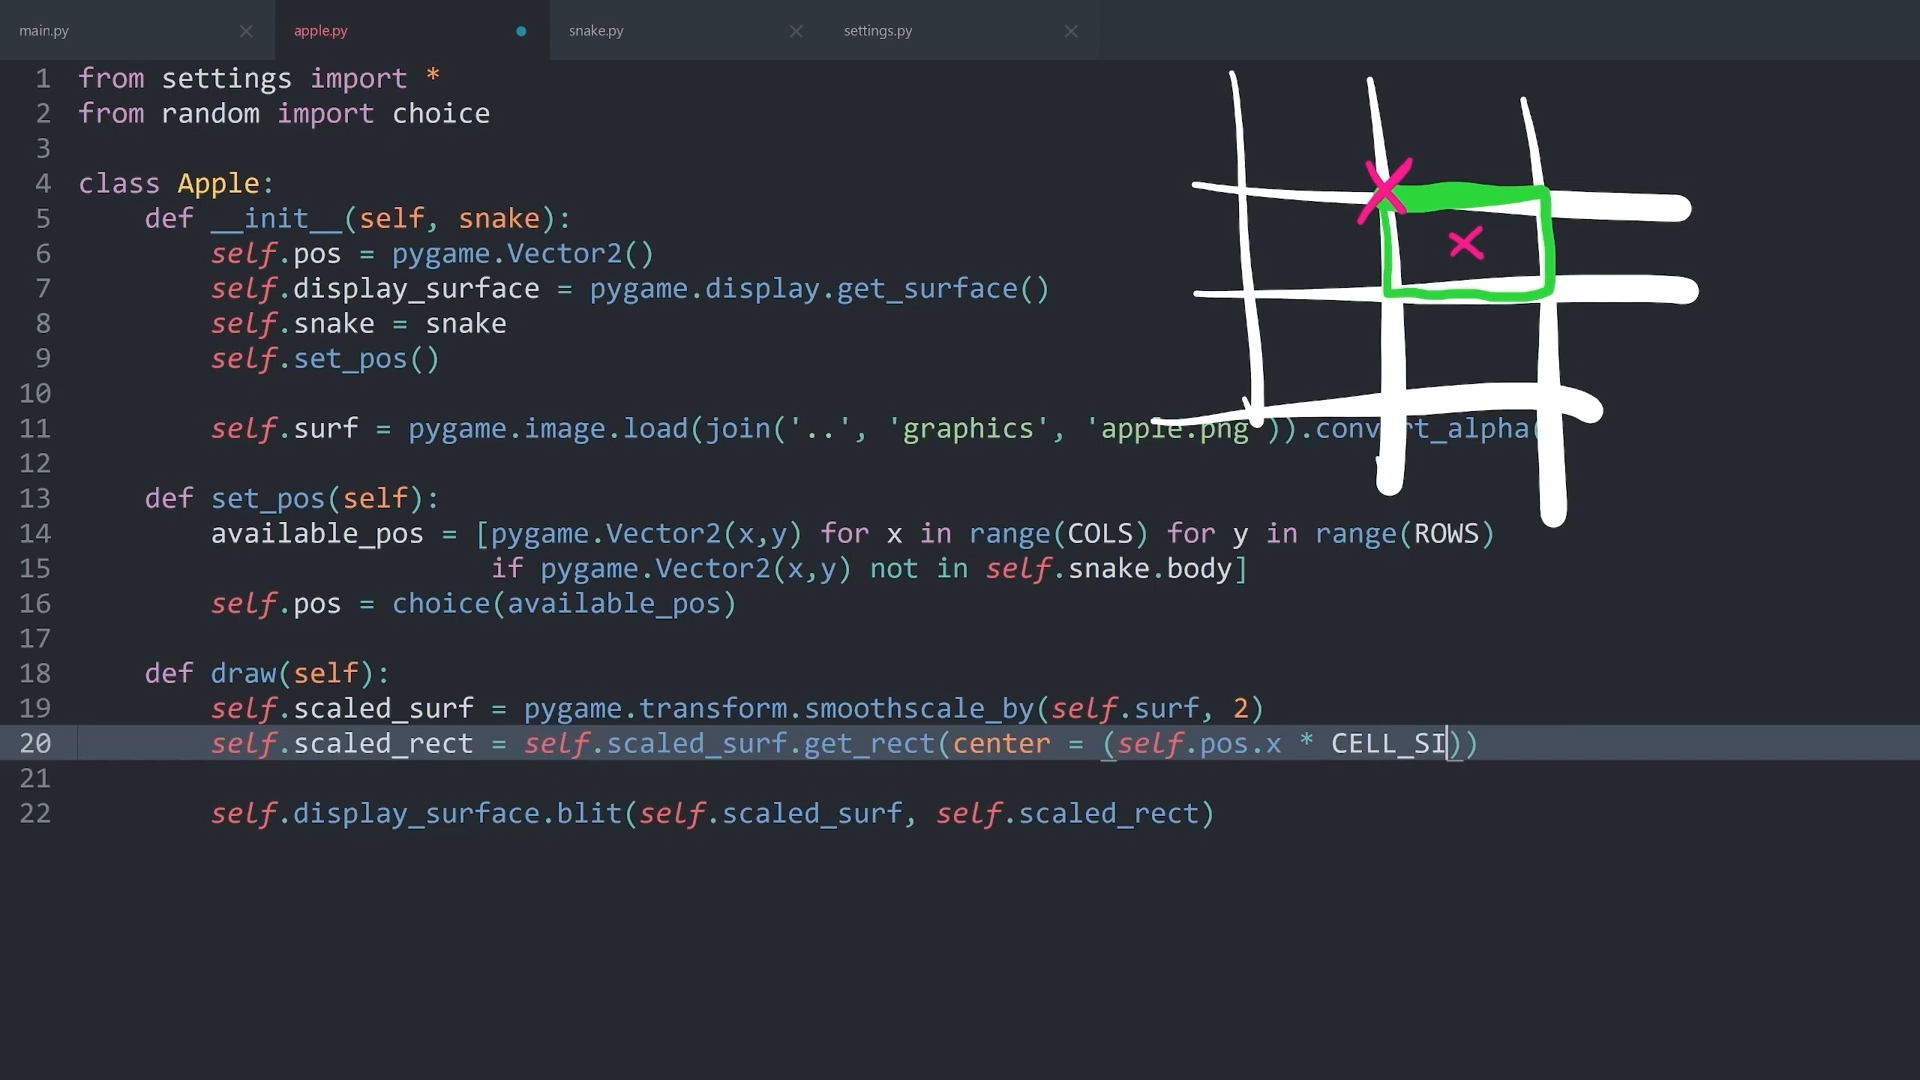 main.py
apple.py
snake.py
settings.py
1 from settings import *
2 from random import choice
3
4 class Apple:
5     def __init__(self, snake):
6         self.pos = pygame.Vector2()
7         self.display_surface = pygame.display.get_surface()
8         self.snake = snake
9         self.set_pos()
10
11         self.surf = pygame.image.load(join('..', 'graphics', 'apple.png')).convert_alpha(
12
13     def set_pos(self):
14         available_pos = [pygame.Vector2(x,y) for x in range(COLS) for y in range(ROWS)
15                          if pygame.Vector2(x,y) not in self.snake.body]
16         self.pos = choice(available_pos)
17
18     def draw(self):
19         self.scaled_surf = pygame.transform.smoothscale_by(self.surf, 2)
20         self.scaled_rect = self.scaled_surf.get_rect(center = (self.pos.x * CELL_SI))
21
22         self.display_surface.blit(self.scaled_surf, self.scaled_rect)